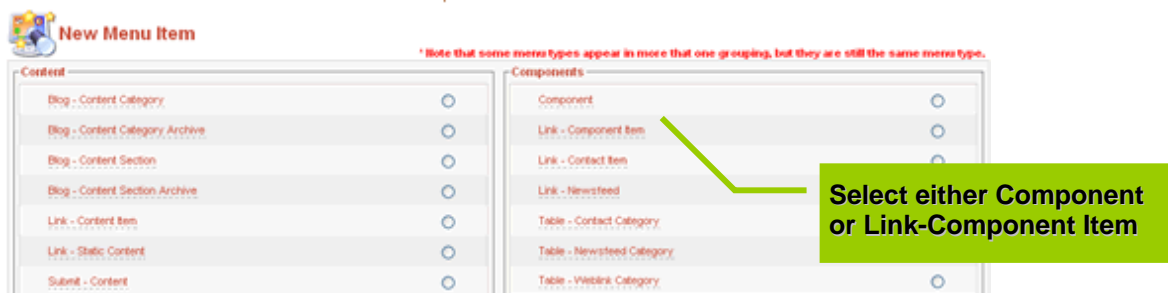 New Menu Item
* Note that some menu types appear in more that one grouping, but they are still the same menu type.
Content
Blog - Content Category
Blog - Content Category Archive
Blog - Content Section
Blog - Content Section Archive
Link - Content Item
Link - Static Content
Submit - Content
Components
Component
Link - Component Item
Link - Contact Item
Link - Newsfeed
Table - Contact Category
Table - Newsfeed Category
Table - Weblink Category
Select either Component
or Link-Component Item